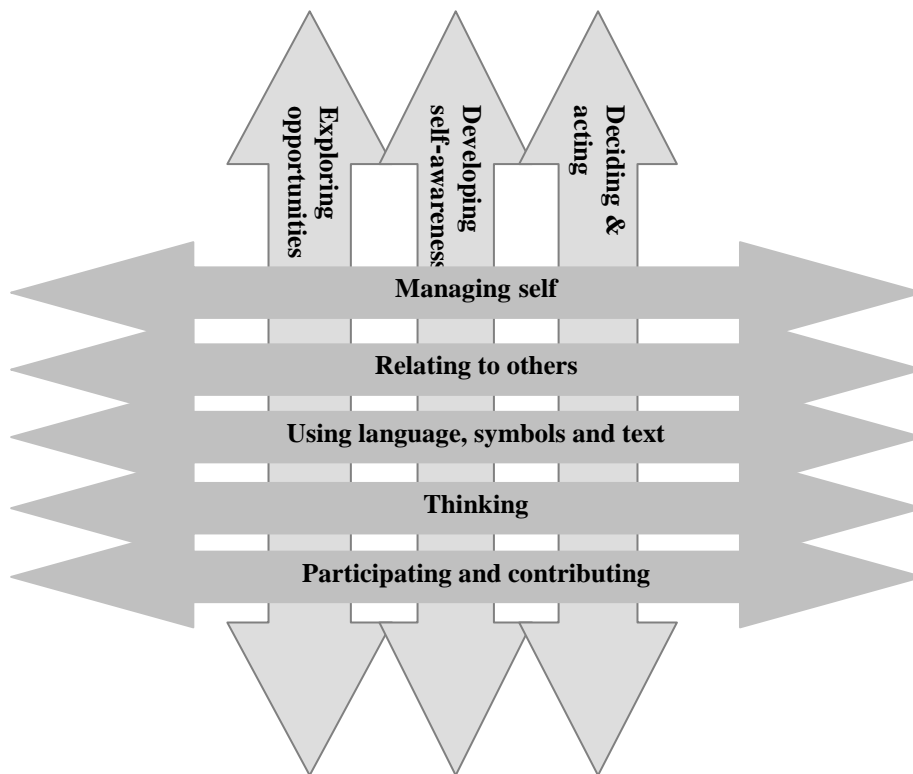 Exploring
opportunities
Developing
self-awareness
Deciding &
acting
Managing self
Relating to others
Using language, symbols and text
Thinking
Participating and contributing